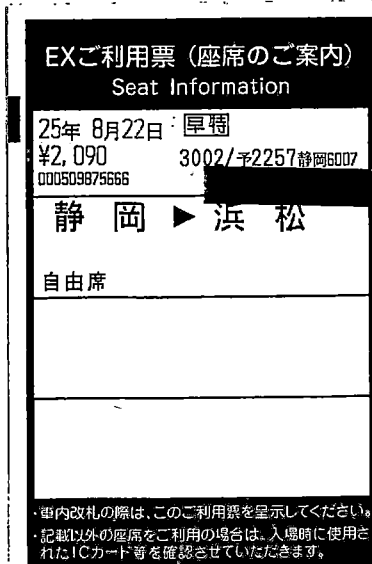 EXご利用票（座席のご案内）
Seat Information
25年 8月22日 早特
¥2,090 3002/予2257静岡6007
000509875666
静 岡 ▶ 浜 松
自由席
・車内改札の際は、このご利用票を呈示してください。
・記載以外の座席をご利用の場合は、入場時に使用さ
れたICカード等を確認させていただきます。